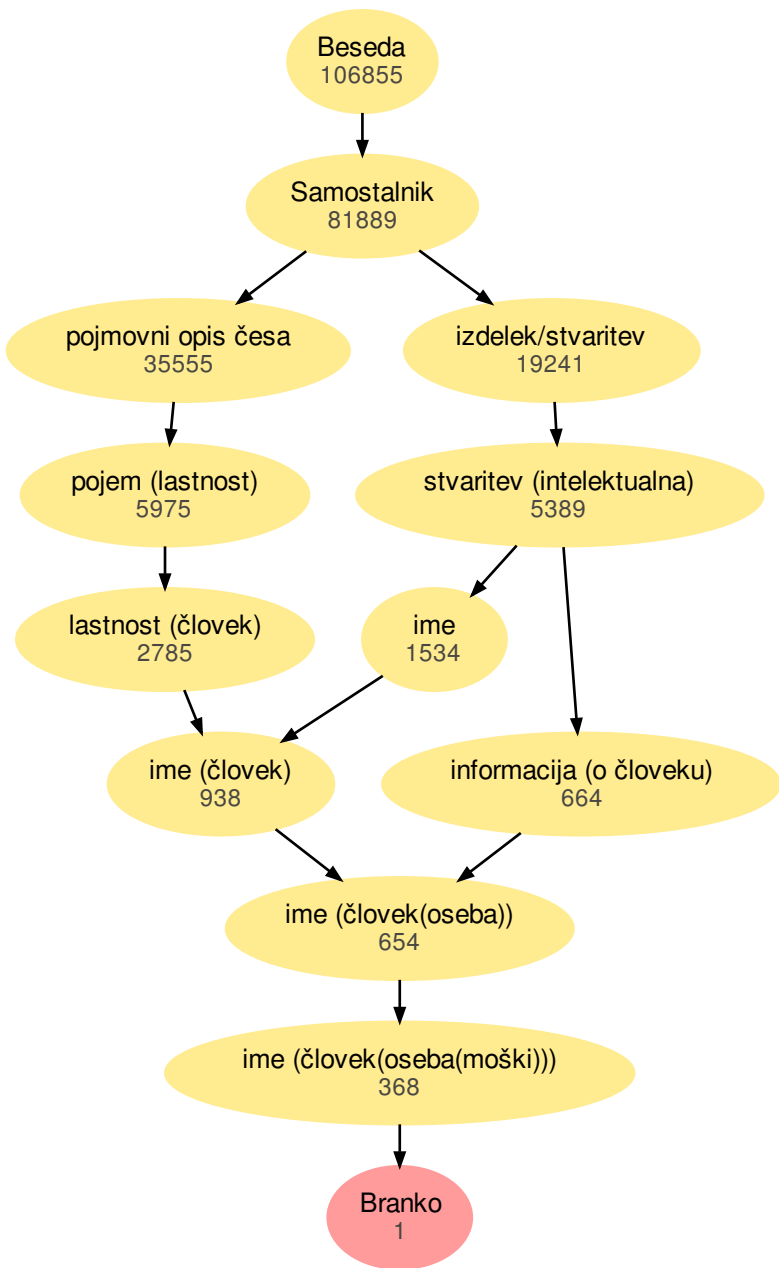 Beseda
106855
Samostalnik
81889
pojmovni opis česa
35555
izdelek/stvaritev
19241
pojem (lastnost)
5975
stvaritev (intelektualna)
5389
lastnost (človek)
2785
ime
1534
ime (človek)
938
informacija (o človeku)
664
ime (človek(oseba))
654
ime (človek(oseba(moški)))
368
Branko
1